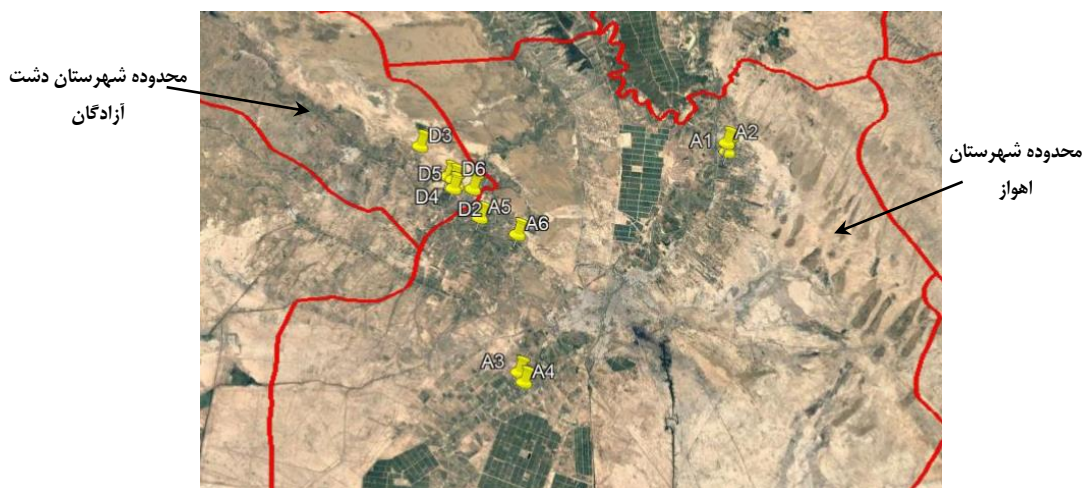 محدوده شهرستان دشت
آزادگان
D3
A1 A2
D5 D6
D4
D2 A5
A6
محدوده شهرستان
اهواز
A3
A4